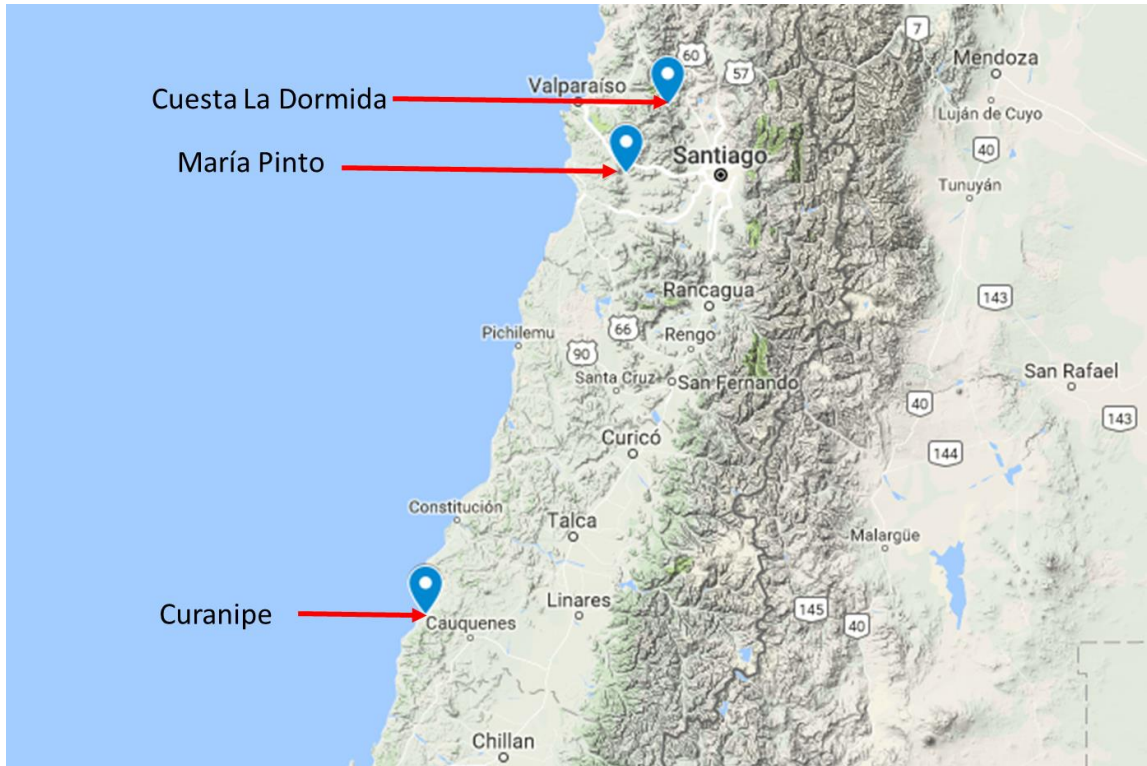 7
60
Mendoza
57
Cuesta La Dormida
Valparaíso
Luján de Cuyo
María Pinto
Santiago
40
Tunuyán
Rancagua
143
Pichilemu
66
Rengo
90
Santa Cruz
San Fernando
San Rafael
40
143
Curicó
144
Constitución
Talca
Malargüe
Curanipe
Linares
145
Cauquenes
40
Chillan